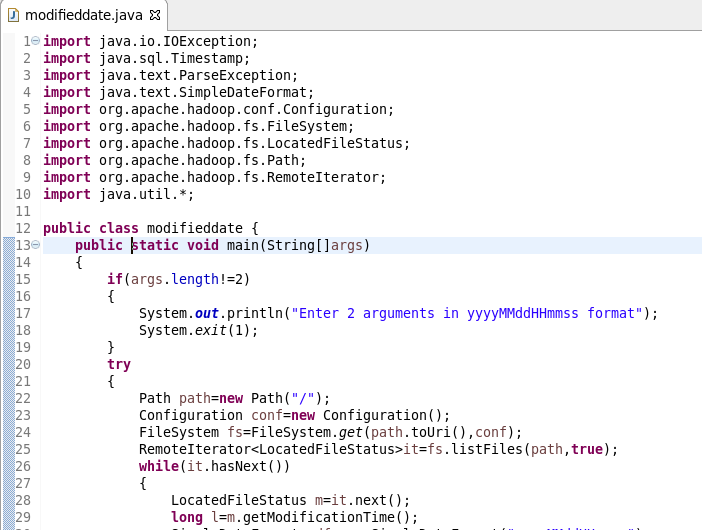 modifieddate.java
1 import java.io.IOException;
2 import java.sql.Timestamp;
3 import java.text.ParseException;
4 import java.text.SimpleDateFormat;
5 import org.apache.hadoop.conf.Configuration;
6 import org.apache.hadoop.fs.FileSystem;
7 import org.apache.hadoop.fs.LocatedFileStatus;
8 import org.apache.hadoop.fs.Path;
9 import org.apache.hadoop.fs.RemoteIterator;
10 import java.util.*;
11
12 public class modifieddate {
13     public static void main(String[]args)
14     {
15         if(args.length!=2)
16         {
17             System.out.println("Enter 2 arguments in yyyyMMddHHmmss format");
18             System.exit(1);
19         }
20         try
21         {
22             Path path=new Path("/");
23             Configuration conf=new Configuration();
24             FileSystem fs=FileSystem.get(path.toUri(),conf);
25             RemoteIterator<LocatedFileStatus>it=fs.listFiles(path,true);
26             while(it.hasNext())
27             {
28                 LocatedFileStatus m=it.next();
29                 long l=m.getModificationTime();